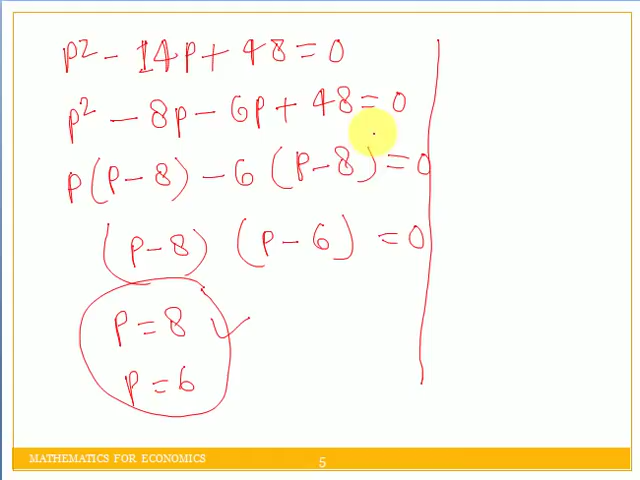 p² - 14p + 48 = 0
p² - 8p - 6p + 48 = 0
p(p-8) - 6(p-8) = 0
(p-8) (p-6) = 0
p = 8 ✓
p = 6
MATHEMATICS FOR ECONOMICS
5